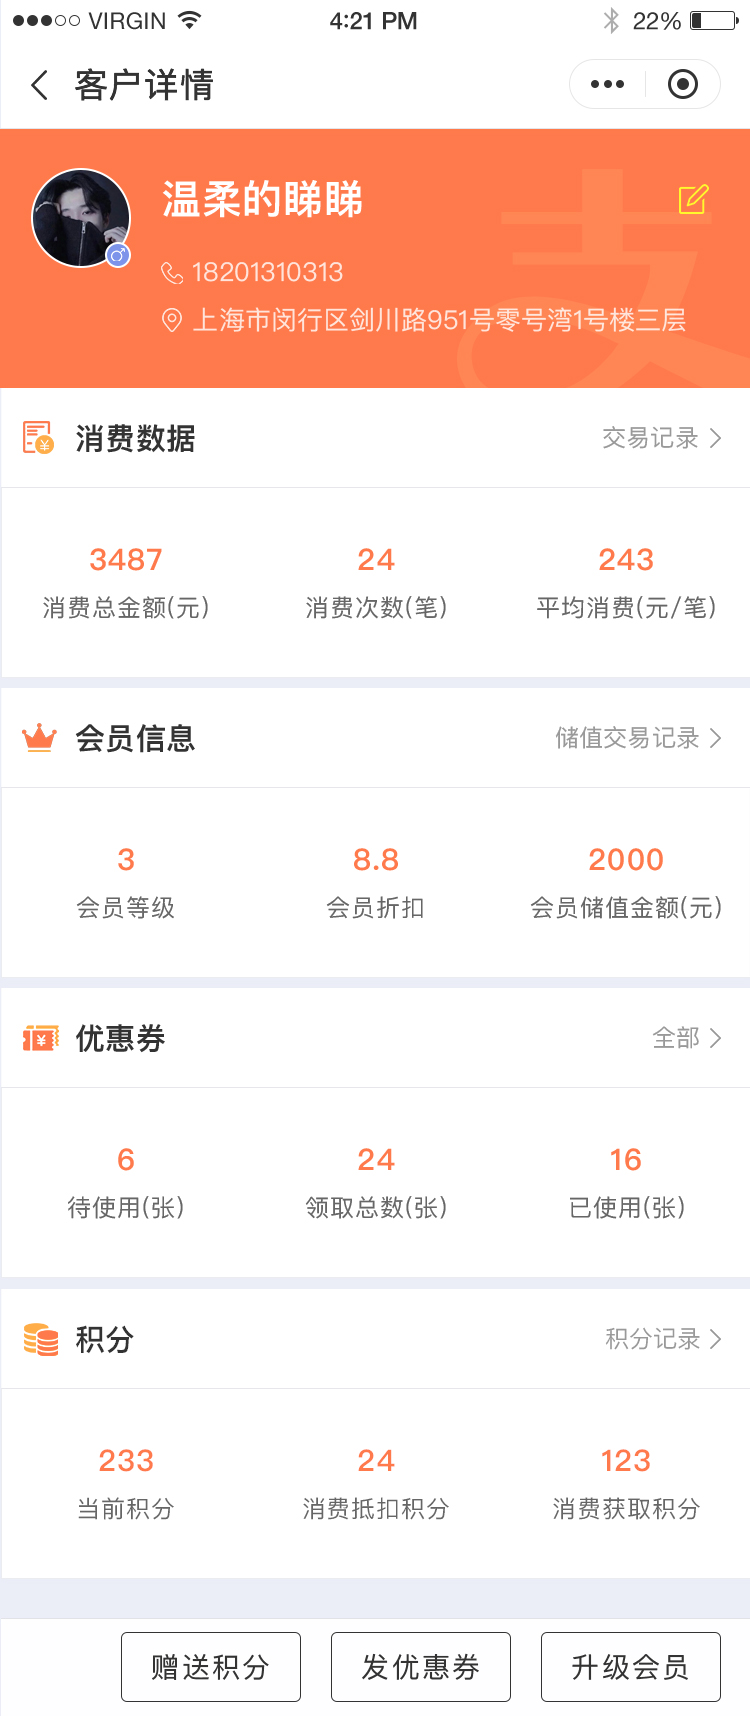 VIRGIN 4:21 PM 22%
客户详情
温柔的睇睇
18201310313
上海市闵行区剑川路951号零号湾1号楼三层
消费数据 交易记录
3487 24 243
消费总金额(元) 消费次数(笔) 平均消费(元/笔)
会员信息 储值交易记录
3 8.8 2000
会员等级 会员折扣 会员储值金额(元)
优惠券 全部
6 24 16
待使用(张) 领取总数(张) 已使用(张)
积分 积分记录
233 24 123
当前积分 消费抵扣积分 消费获取积分
赠送积分 发优惠券 升级会员